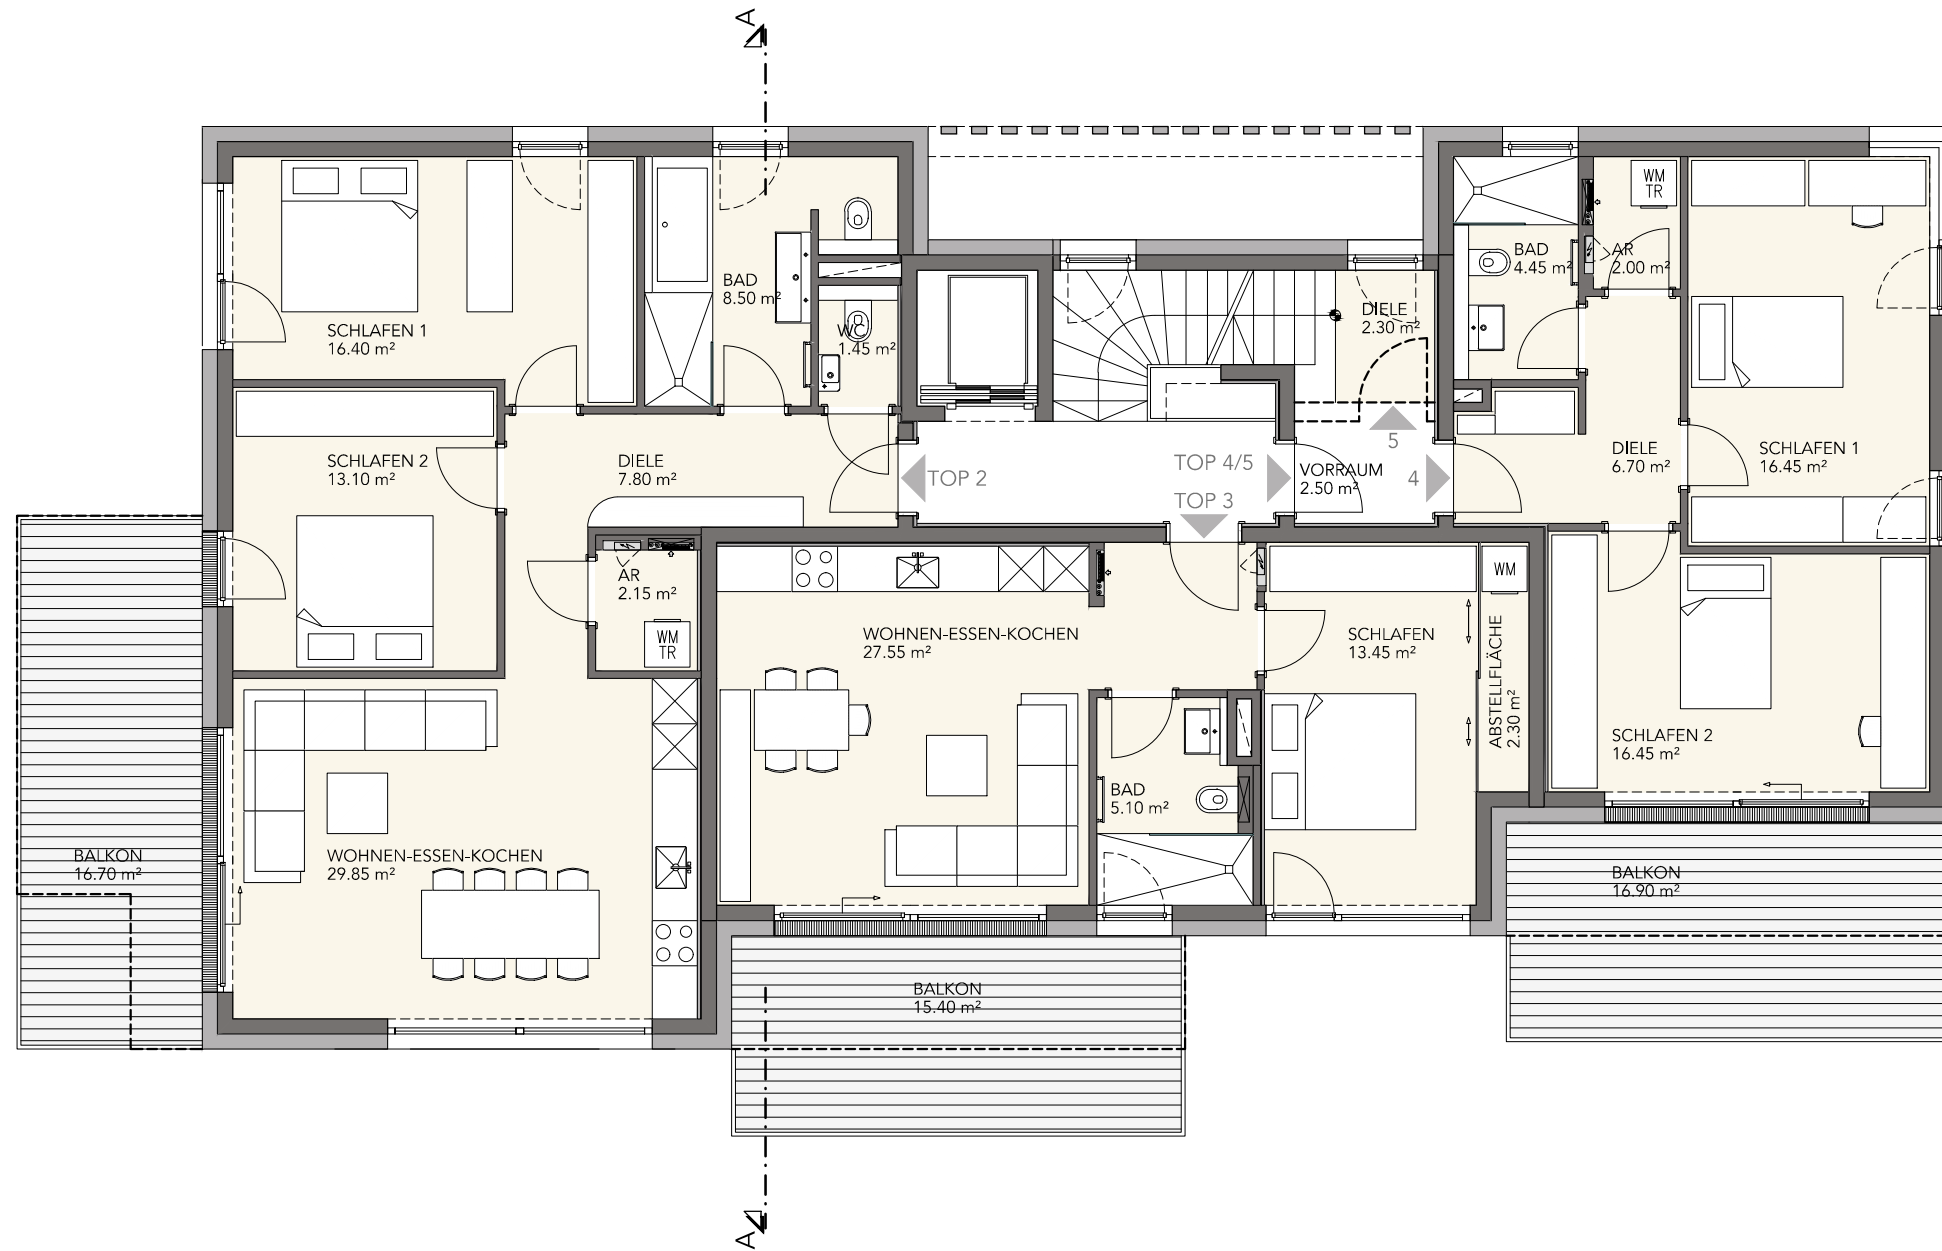 A
SCHLAFEN 1
16.40 m²
BAD
8.50 m²
WC
1.45 m²
DIELE
2.30 m²
BAD
4.45 m²
WM
TR
AR
2.00 m²
SCHLAFEN 1
16.45 m²
SCHLAFEN 2
13.10 m²
DIELE
7.80 m²
TOP 2
TOP 4/5
TOP 3
VORRAUM
2.50 m²
5
4
DIELE
6.70 m²
AR
2.15 m²
WM
TR
WOHNEN-ESSEN-KOCHEN
27.55 m²
SCHLAFEN
13.45 m²
WM
ABSTELLFLÄCHE
2.30 m²
SCHLAFEN 2
16.45 m²
BAD
5.10 m²
BALKON
16.70 m²
WOHNEN-ESSEN-KOCHEN
29.85 m²
BALKON
16.90 m²
BALKON
15.40 m²
A